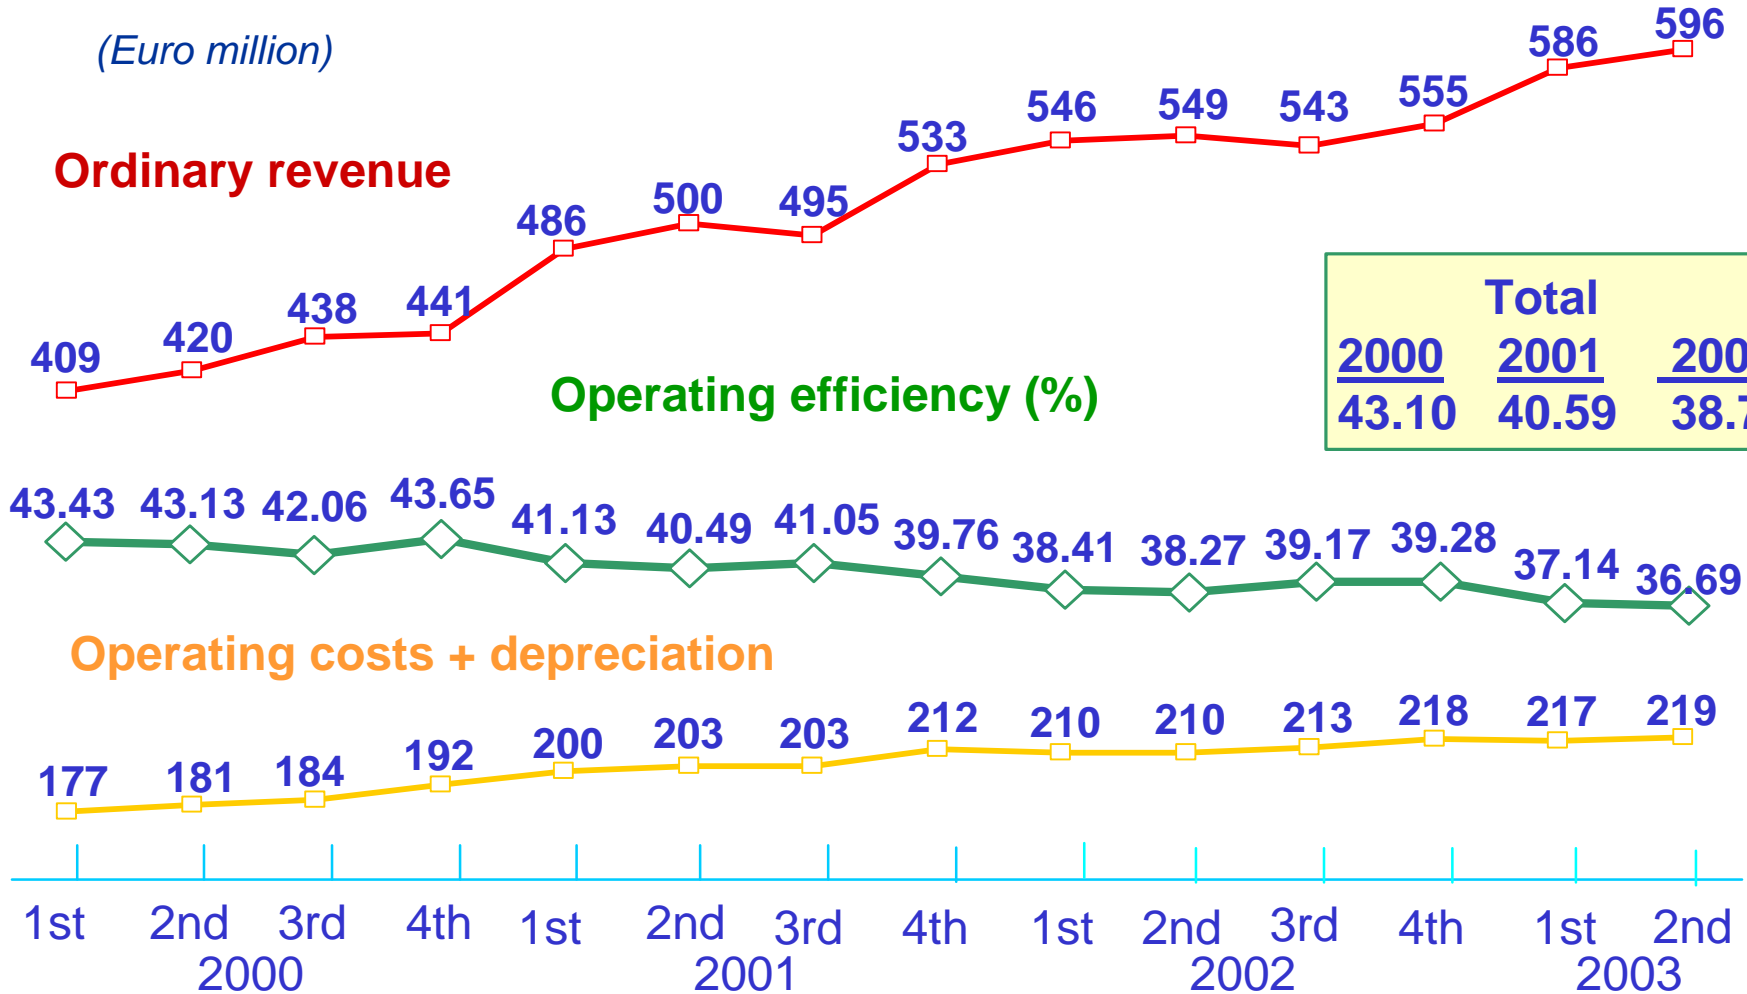 (Euro million)
Ordinary revenue
409 420 438 441 486 500 495 533 546 549 543 555 586 596
Total
2000 2001
43.10 40.59
Operating efficiency (%)
43.43 43.13 42.06 43.65 41.13 40.49 41.05 39.76 38.41 38.27 39.17 39.28 37.14 36.69
Operating costs + depreciation
177 181 184 192 200 203 203 212 210 210 213 218 217 219
1st 2nd 3rd 4th 1st 2nd 3rd 4th 1st 2nd 3rd 4th 1st 2nd
2000 2001 2002 2003